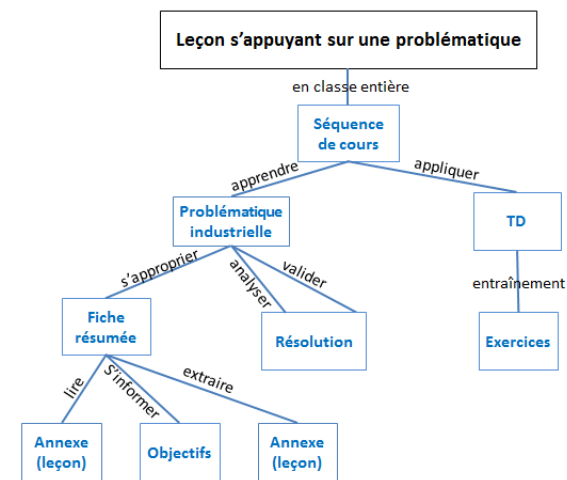 Leçon s'appuyant sur une problématique
en classe entière
Séquence
de cours
apprendre
appliquer
Problématique
industrielle
TD
s'approprier
analyser
valider
entraînement
Fiche
résumée
Résolution
Exercices
lire
S'informer
extraire
Annexe
(leçon)
Objectifs
Annexe
(leçon)